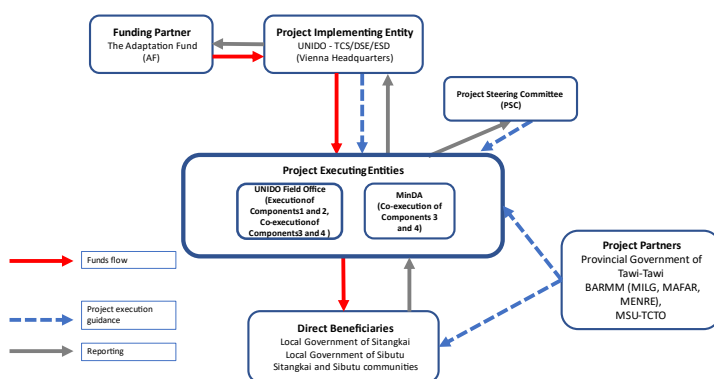 Funding Partner
The Adaptation Fund
(AF)
Project Implementing Entity
UNIDO - TCS/DSE/ESD
(Vienna Headquarters)
Project Steering Committee
(PSC)
Project Executing Entities
UNIDO Field Office
(Executionof
Components1 and 2,
Co-executionof
Components3 and 4 )
MinDA
(Co-execution of
Components 3
and 4)
Project Partners
Provincial Government of
Tawi-Tawi
BARMM (MILG, MAFAR,
MENRE),
MSU-TCTO
Funds flow
Project execution
guidance
Reporting
Direct Beneficiaries
Local Government of Sitangkai
Local Government of Sibutu
Sitangkai and Sibutu communities